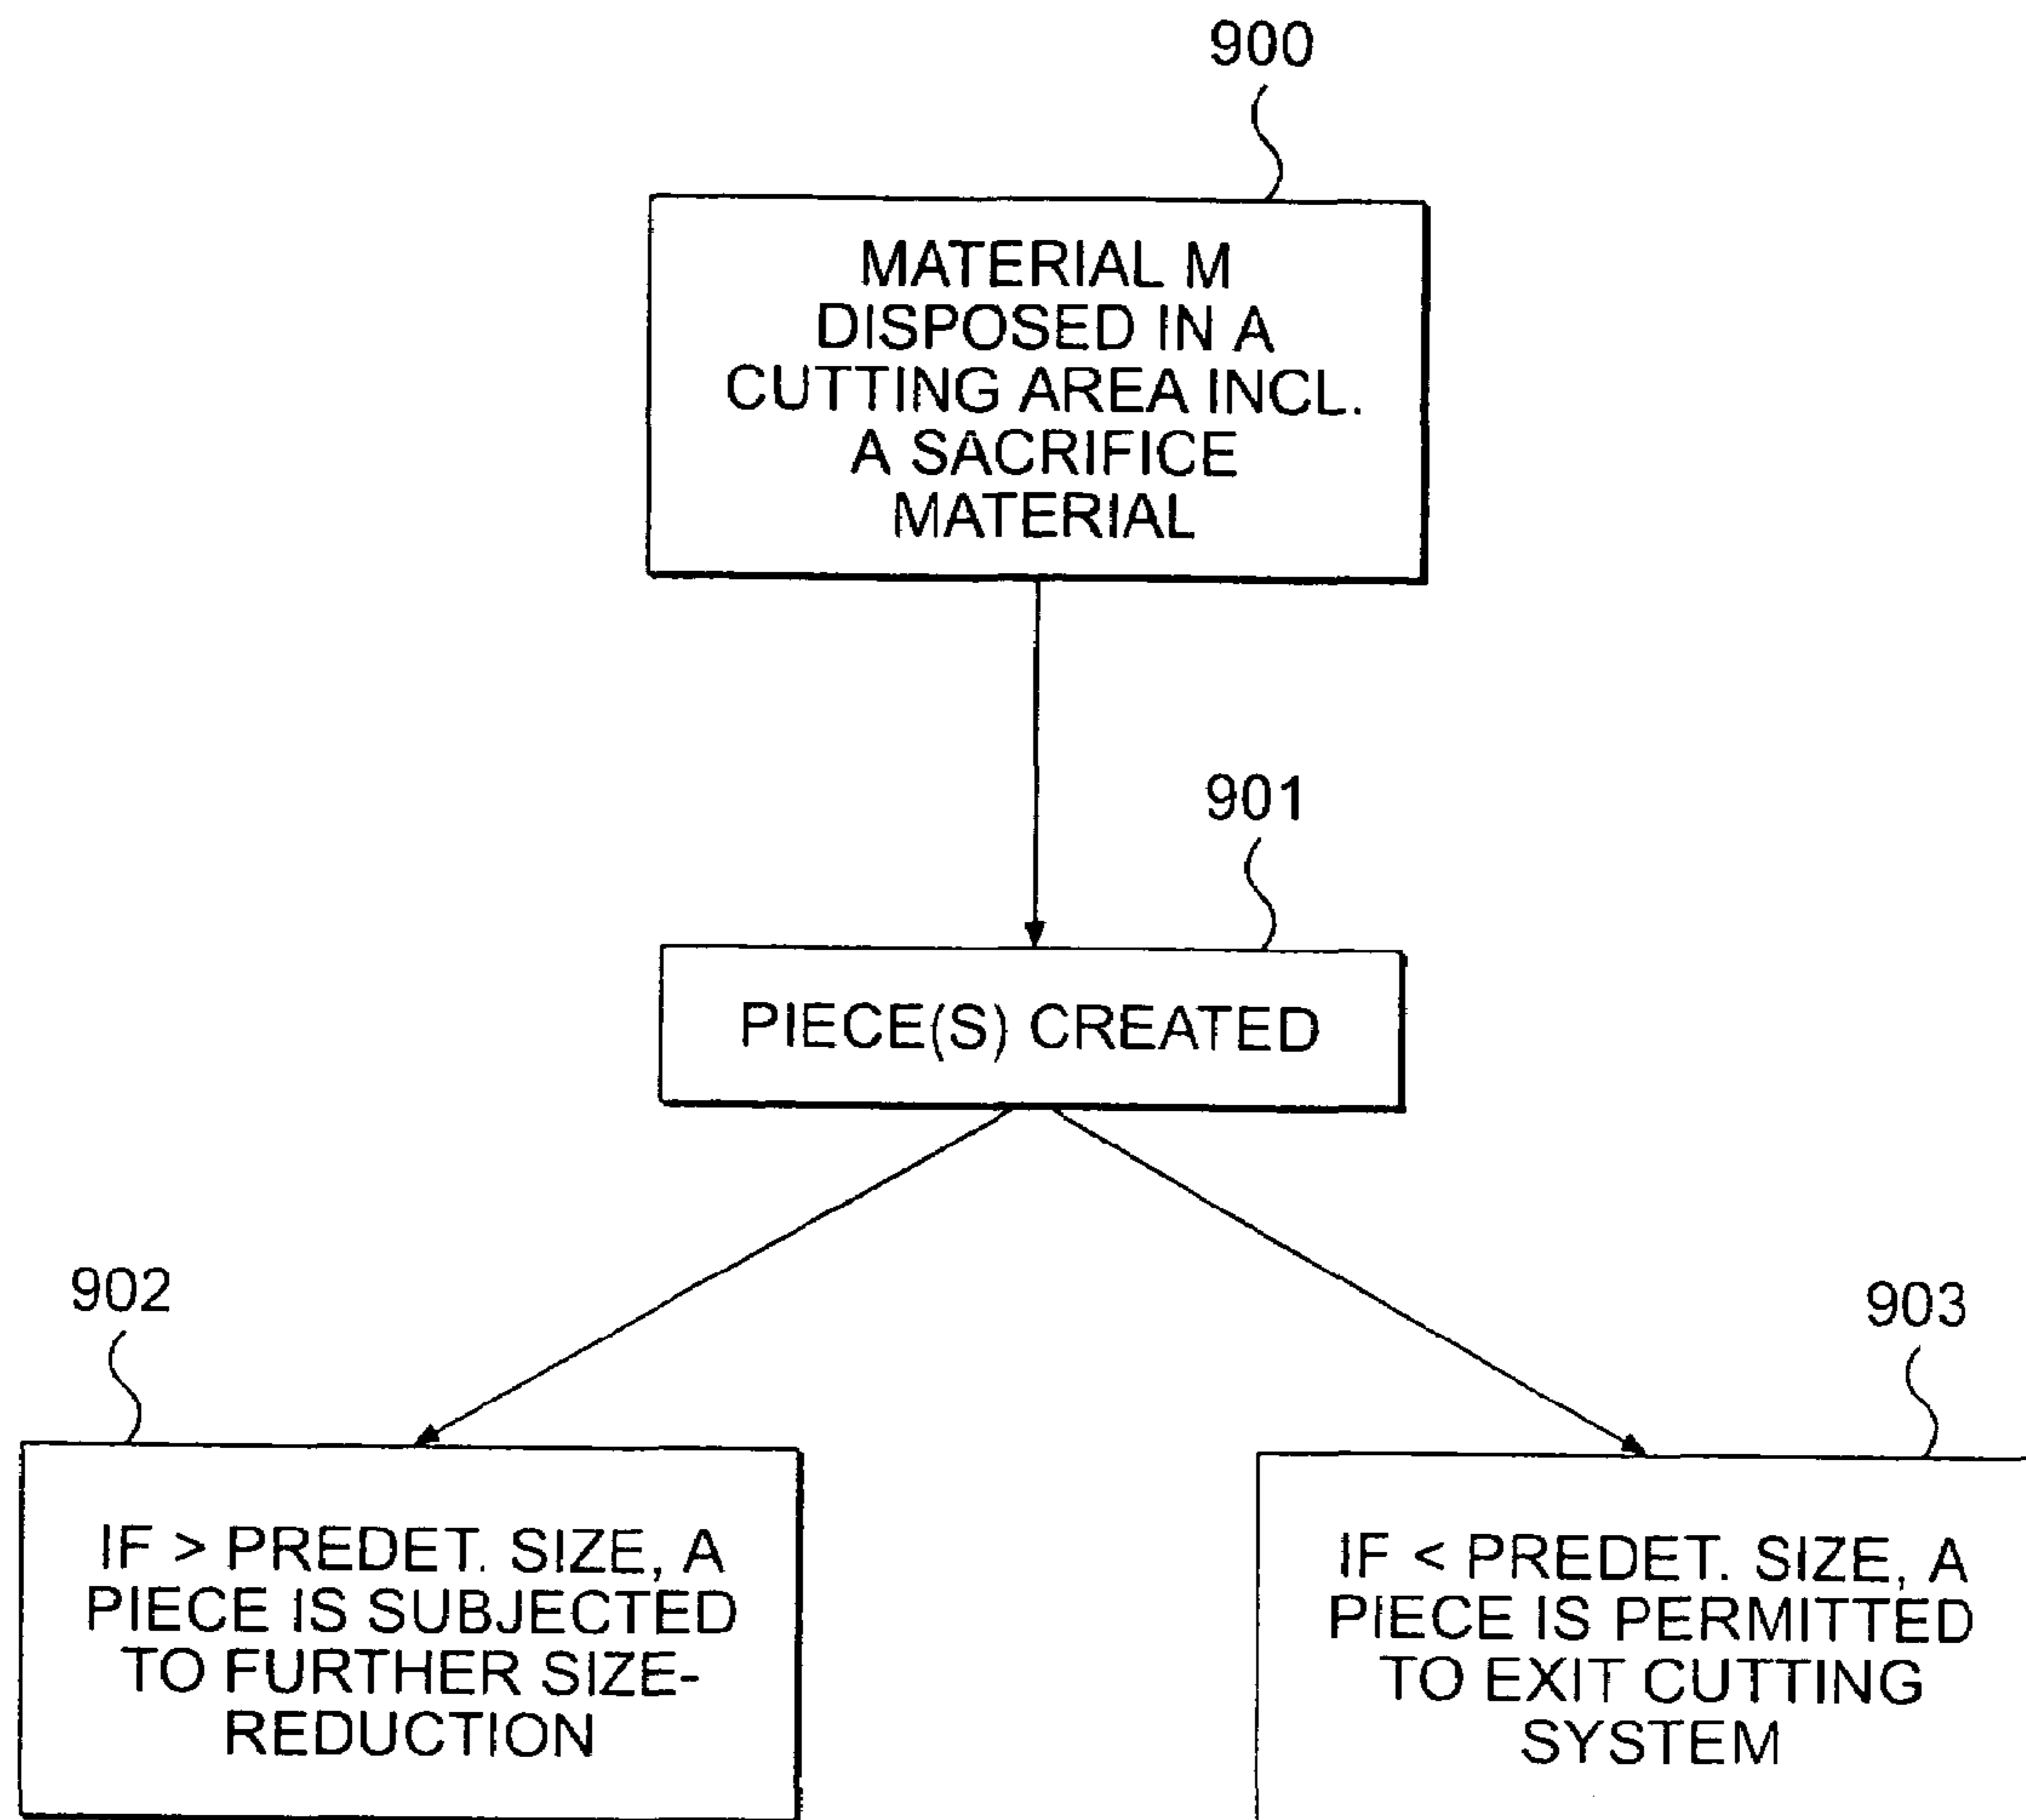 900
MATERIAL M
DISPOSED IN A
CUTTING AREA INCL.
A SACRIFICE
MATERIAL
901
PIECE(S) CREATED
902
IF > PREDET. SIZE, A
PIECE IS SUBJECTED
TO FURTHER SIZE-
REDUCTION
903
IF < PREDET. SIZE, A
PIECE IS PERMITTED
TO EXIT CUTTING
SYSTEM